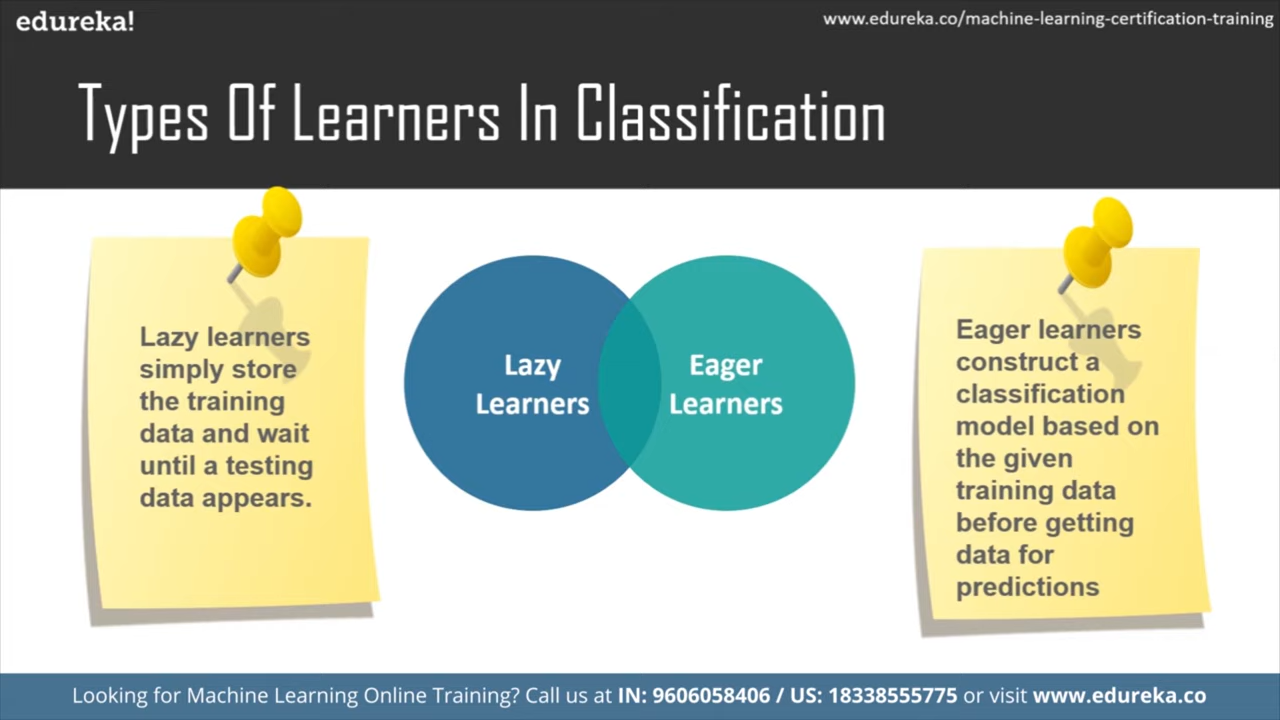 edureka!
www.edureka.co/machine-learning-certification-training
Types Of Learners In Classification
Lazy learners
simply store
the training
data and wait
until a testing
data appears.
Lazy
Learners
Eager
Learners
Eager learners
construct a
classification
model based on
the given
training data
before getting
data for
predictions
Looking for Machine Learning Online Training? Call us at IN: 9606058406 / US: 18338555775 or visit www.edureka.co